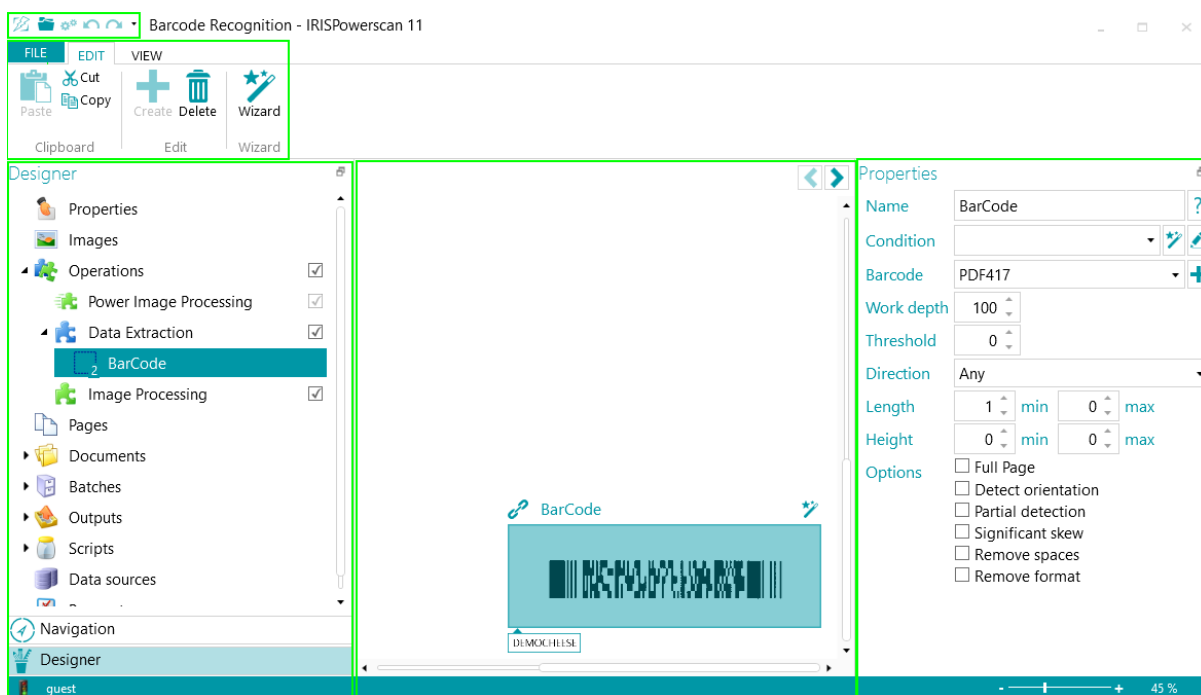 Barcode Recognition - IRISPowerscan 11
FILE EDIT VIEW
Paste
Cut
Copy
Create Delete
Wizard
Clipboard Edit Wizard
Designer
Properties
Images
Operations
Power Image Processing
Data Extraction
2 BarCode
Image Processing
Pages
Documents
Batches
Outputs
Scripts
Data sources
Navigation
Designer
guest
BarCode
DEMOCHEESE
Properties
Name BarCode ?
Condition
Barcode PDF417
Work depth 100
Threshold 0
Direction Any
Length 1 min 0 max
Height 0 min 0 max
Options Full Page
Detect orientation
Partial detection
Significant skew
Remove spaces
Remove format
- + 45 %